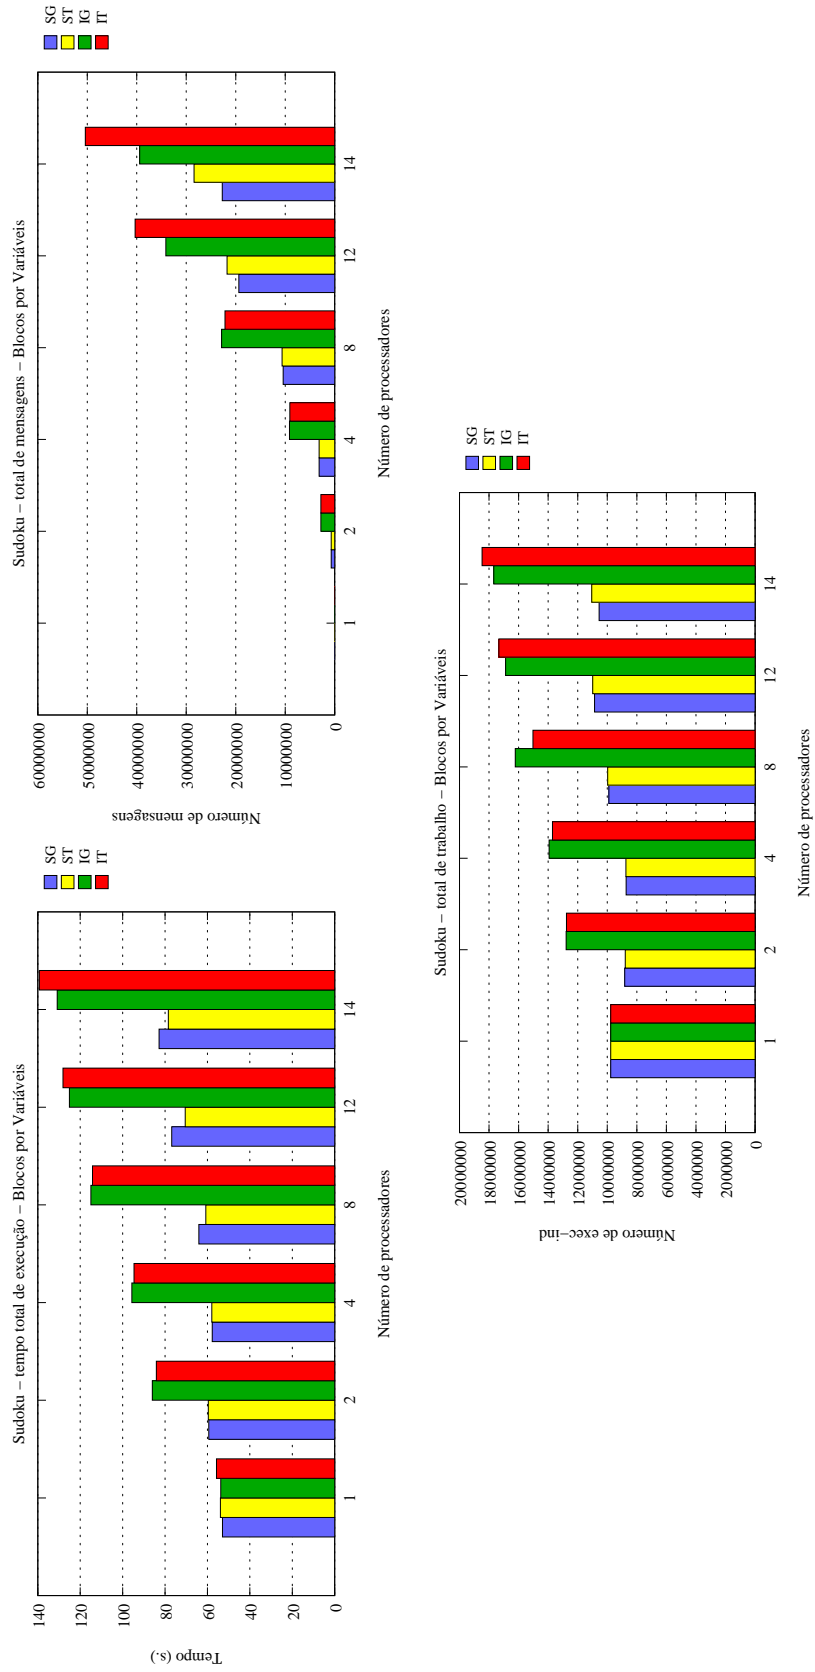 Sudoku − tempo total de execução − Blocos por Variáveis
Tempo (s.)
140
120
100
80
60
40
20
0
1 2 4 8 12 14
Número de processadores
SG
ST
IG
IT
Sudoku − total de mensagens − Blocos por Variáveis
Número de mensagens
60000000
50000000
40000000
30000000
20000000
10000000
0
1 2 4 8 12 14
Número de processadores
SG
ST
IG
IT
Sudoku − total de trabalho − Blocos por Variáveis
Número de exec−ind
20000000
18000000
16000000
14000000
12000000
10000000
8000000
6000000
4000000
2000000
0
1 2 4 8 12 14
Número de processadores
SG
ST
IG
IT